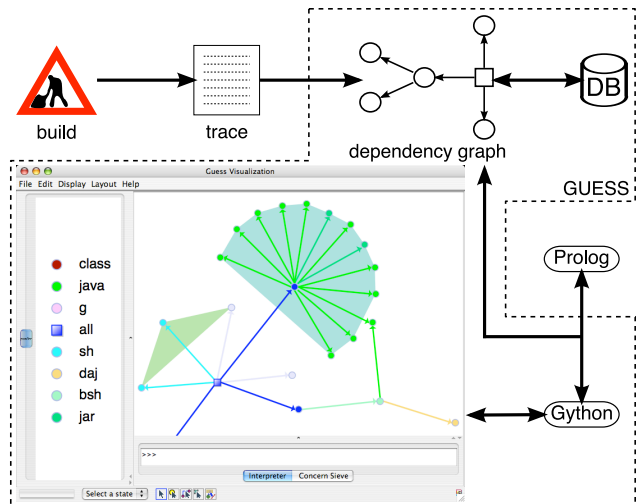 build
trace
dependency graph
DB
GUESS
Prolog
Gython
Guess Visualization
File Edit Display Layout Help
class
java
g
all
sh
daj
bsh
jar
>>>
Interpreter
Concern Sieve
Select a state